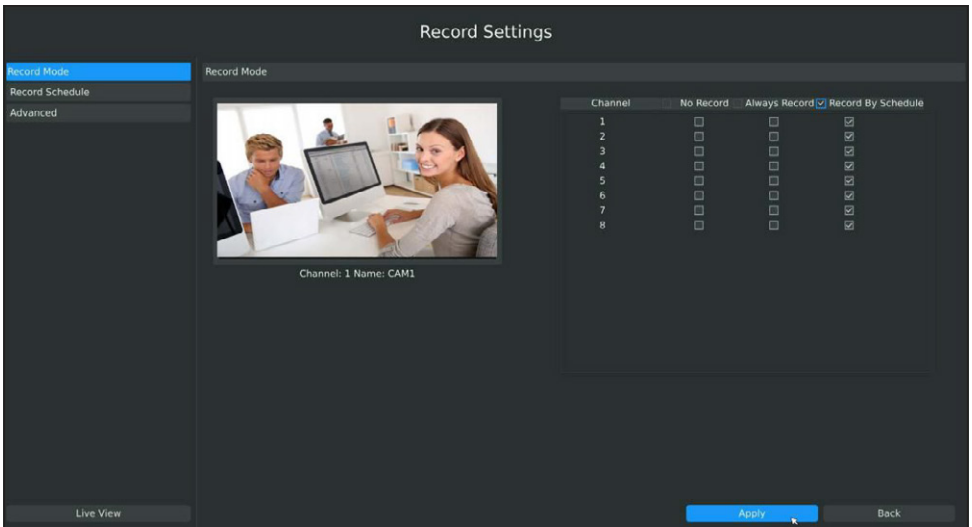 Record Settings
Record Mode
Record Schedule
Advanced
Live View
Record Mode
Channel: 1 Name: CAM1
Channel No Record Always Record Record By Schedule
1
2
3
4
5
6
7
8
Apply Back